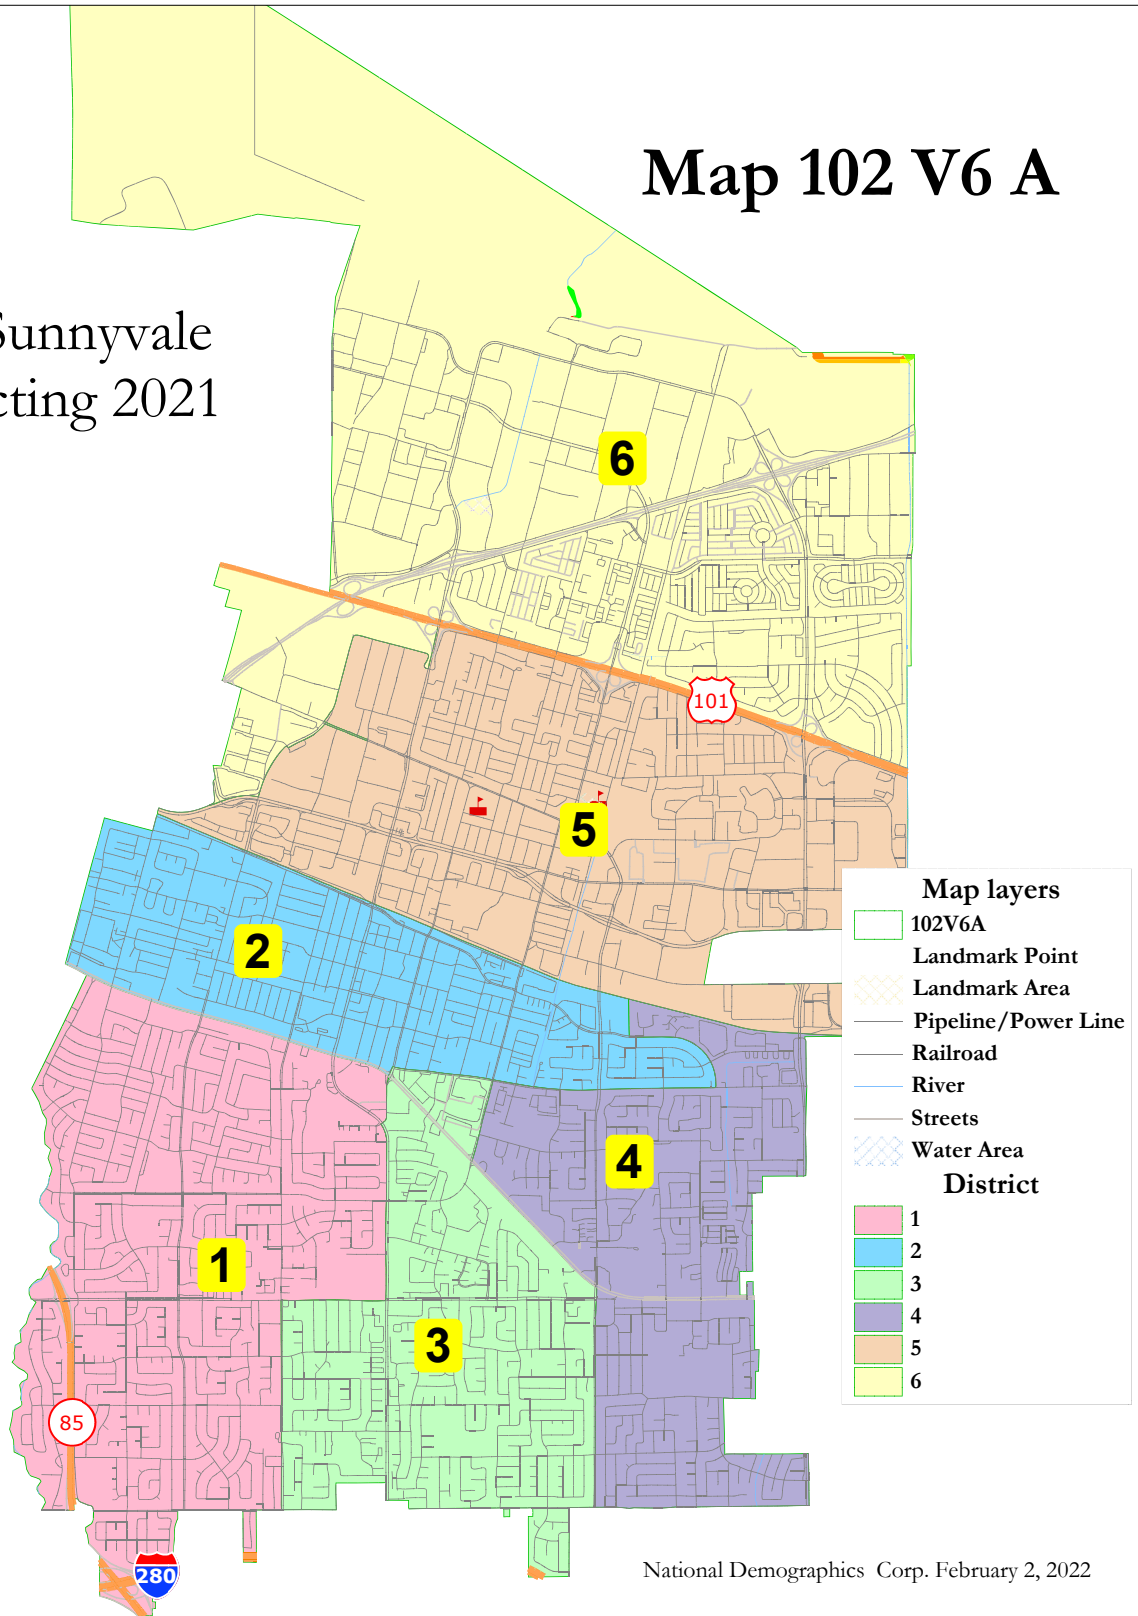 Map 102 V6 A
Sunnyvale
cting 2021
6
101
5
2
4
1
3
85
280
Map layers
102V6A
Landmark Point
Landmark Area
Pipeline/Power Line
Railroad
River
Streets
Water Area
District
1
2
3
4
5
6
National Demographics Corp. February 2, 2022